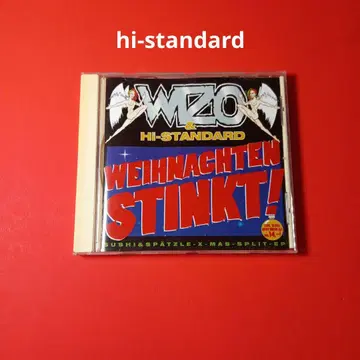 hi-standard
WIZO
&
HI-STANDARD
WEIHNACHTEN
STINKT!
SUSHI&SPÄTZLE-X-MAS-SPLIT-EP